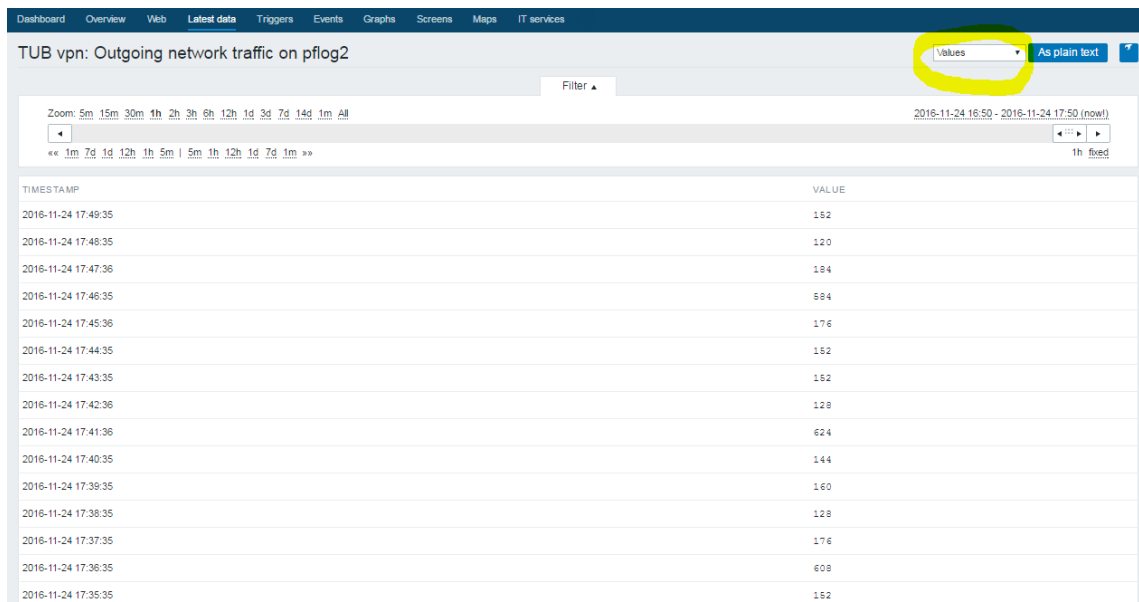 Dashboard Overview Web Latest data Triggers Events Graphs Screens Maps IT services
TUB vpn: Outgoing network traffic on pflog2
Values As plain text
Filter
Zoom: 5m 15m 30m 1h 2h 3h 6h 12h 1d 3d 7d 14d 1m All
2016-11-24 16:50 - 2016-11-24 17:50 (now!)
«« 1m 7d 1d 12h 1h 5m | 5m 1h 12h 1d 7d 1m »»
1h fixed
TIMESTAMP VALUE
2016-11-24 17:49:35 152
2016-11-24 17:48:35 120
2016-11-24 17:47:36 184
2016-11-24 17:46:35 584
2016-11-24 17:45:36 176
2016-11-24 17:44:35 152
2016-11-24 17:43:35 152
2016-11-24 17:42:36 128
2016-11-24 17:41:36 624
2016-11-24 17:40:35 144
2016-11-24 17:39:35 160
2016-11-24 17:38:35 128
2016-11-24 17:37:35 176
2016-11-24 17:36:35 608
2016-11-24 17:35:35 152